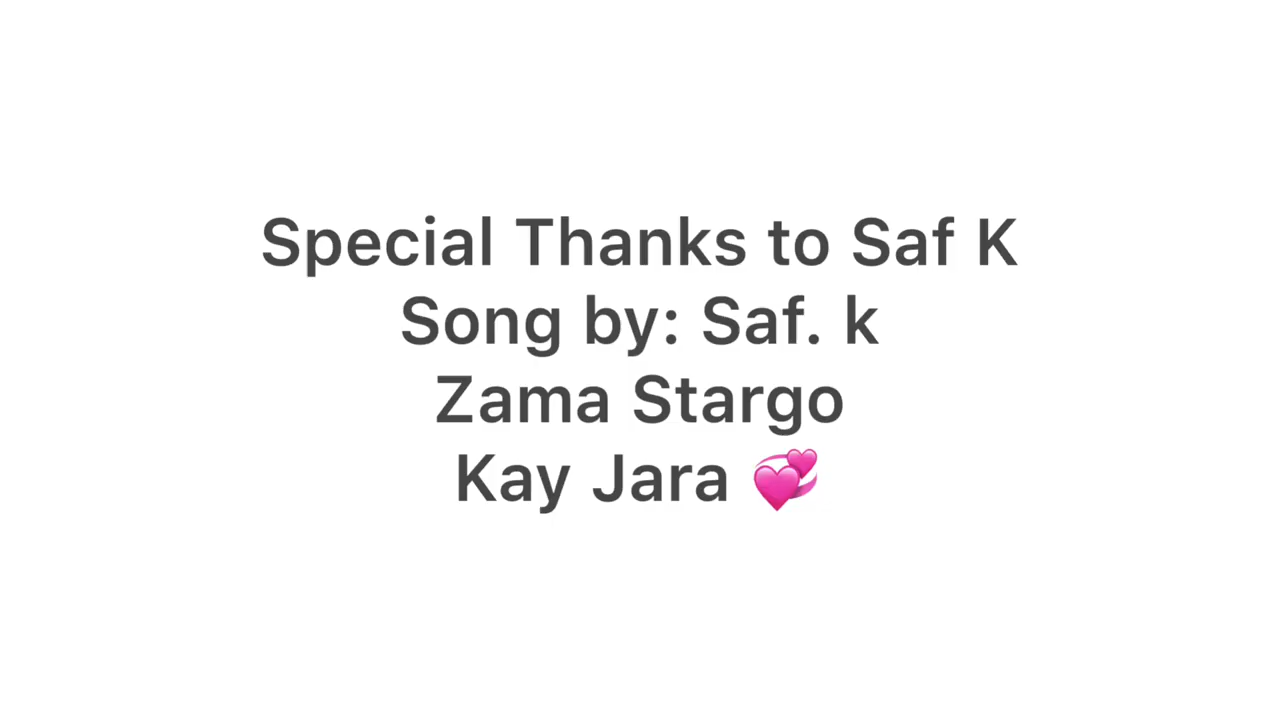 Special Thanks to Saf K
Song by: Saf. k
Zama Stargo
Kay Jara 💞